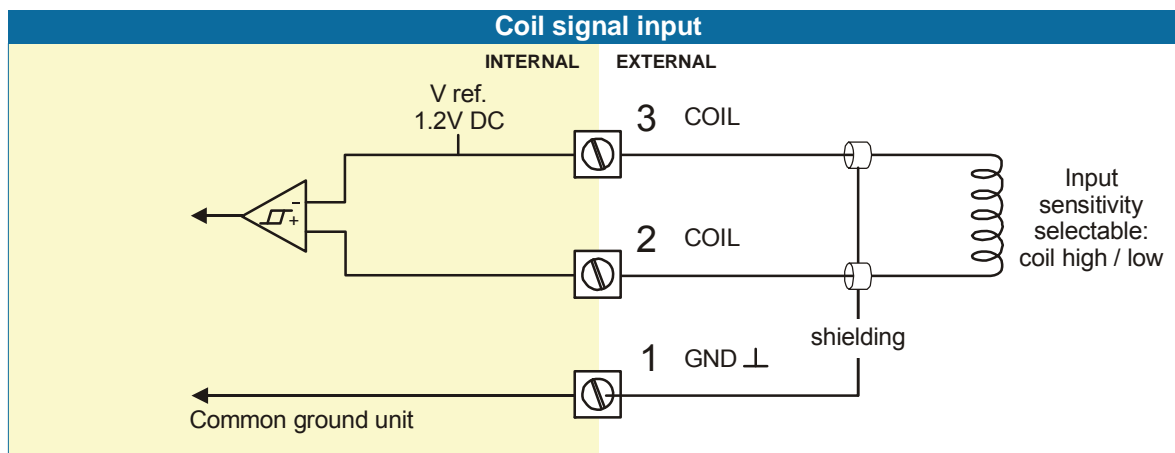 Coil signal input
INTERNAL
EXTERNAL
V ref.
1.2V DC
3 COIL
2 COIL
Input
sensitivity
selectable:
coil high / low
shielding
1 GND
Common ground unit